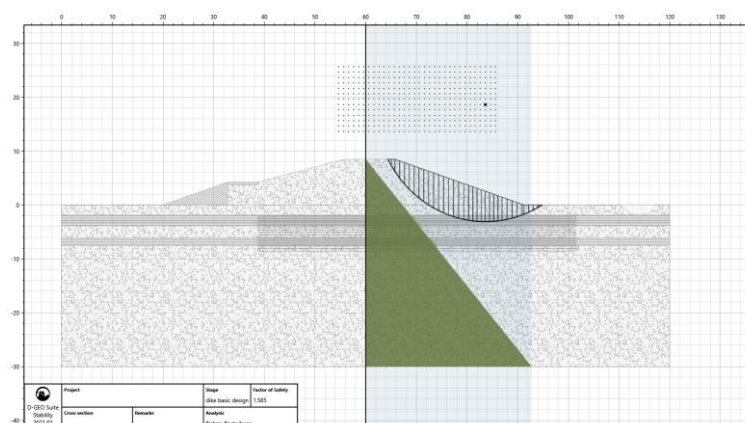 0 10 20 30 40 50 60 70 80 90 100 110 120 130
30
20
10
0
-10
-20
-30
-40
D-GEO Suite
Stability
Project
Stage
dike basic design
Factor of Safety
1.585
Cross section
Remarks
Analysis